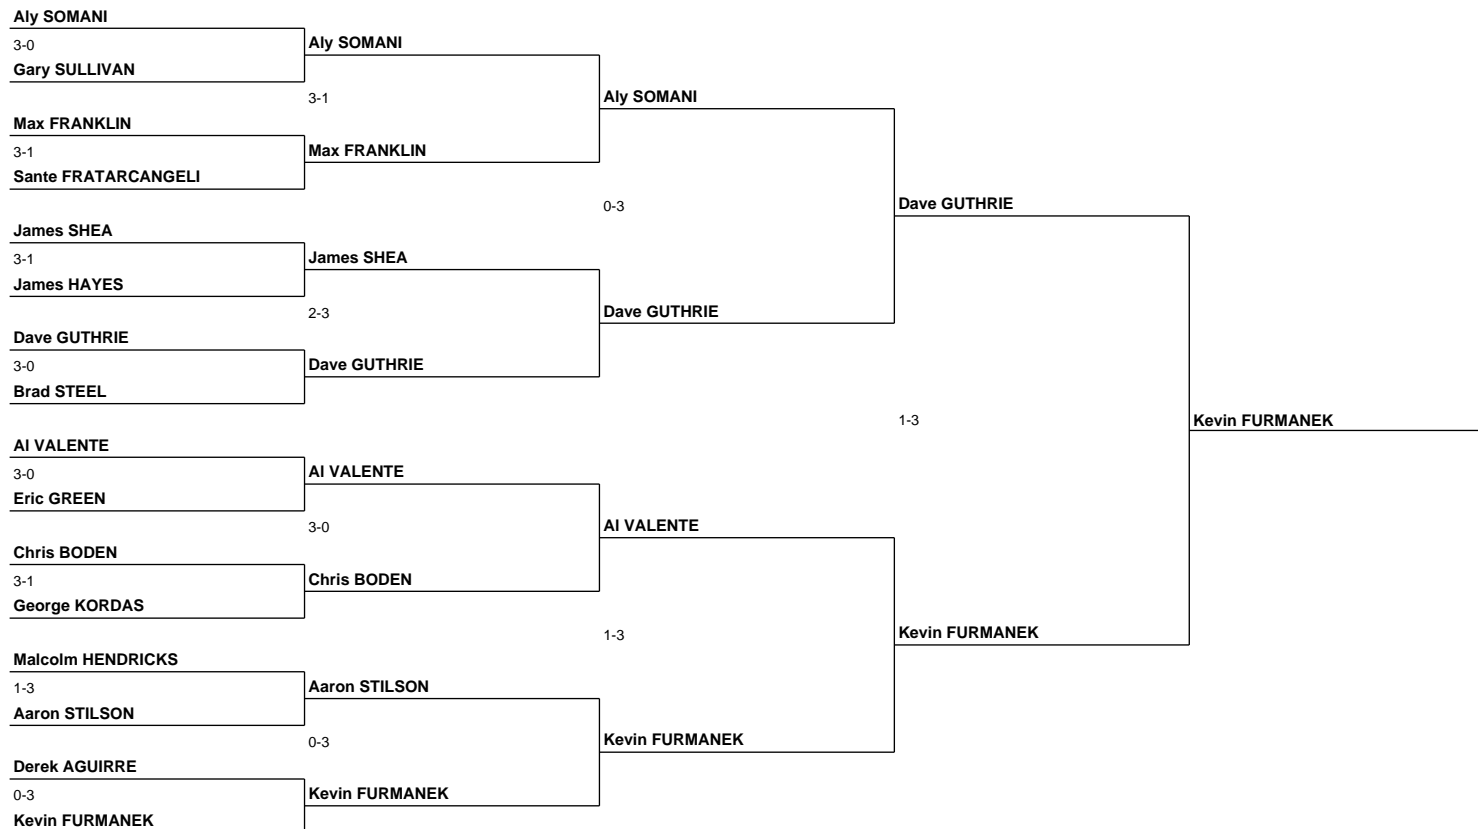 Aly SOMANI
3-0
Gary SULLIVAN
Max FRANKLIN
3-1
Sante FRATARCANGELI
James SHEA
3-1
James HAYES
Dave GUTHRIE
3-0
Brad STEEL
Al VALENTE
3-0
Eric GREEN
Chris BODEN
3-1
George KORDAS
Malcolm HENDRICKS
1-3
Aaron STILSON
Derek AGUIRRE
0-3
Kevin FURMANEK
Aly SOMANI
3-1
Max FRANKLIN
James SHEA
2-3
Dave GUTHRIE
Al VALENTE
3-0
Chris BODEN
Aaron STILSON
0-3
Kevin FURMANEK
Aly SOMANI
0-3
Dave GUTHRIE
Al VALENTE
1-3
Kevin FURMANEK
Dave GUTHRIE
1-3
Kevin FURMANEK
Kevin FURMANEK